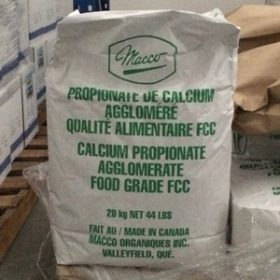 Macco
PROPIONATE DE CALCIUM
AGGLOMÉRÉ
QUALITÉ ALIMENTAIRE FCC
CALCIUM PROPIONATE
AGGLOMERATE
FOOD GRADE FCC
20 kg NET 44 LBS
FAIT AU / MADE IN CANADA
MACCO ORGANIQUES INC.
VALLEYFIELD, QUÉ.